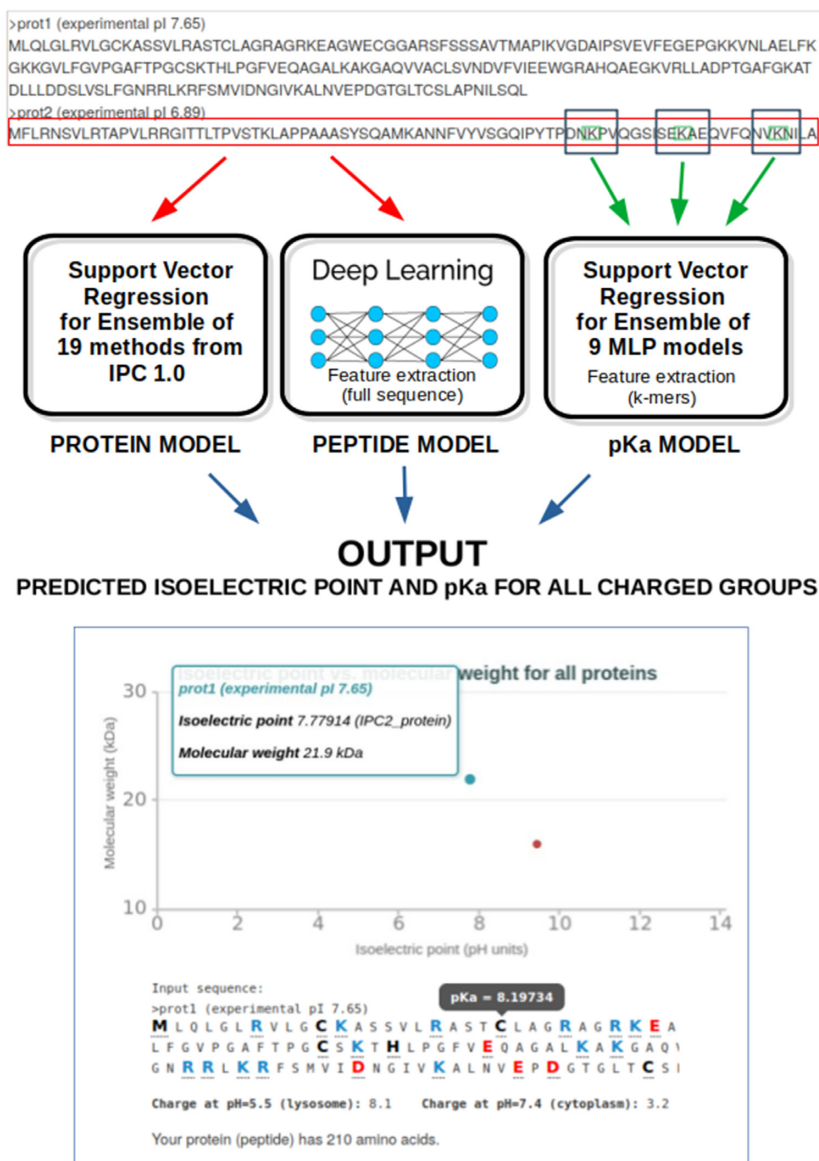 >prot1 (experimental pI 7.65)
MLQLGLRVLGCKASSVLRASTCLAGRAGRKEAGWECGGARSFSSSAVTMAPIKVGDAIPSVEVFEGEPGKKVNLAELFK
GKKGVLFGVPGAFTPGCSKTHLPGFVEQAGALKAKGAQVVACLSVNDVFVIEEWGRAHQAEGKVRLLADPTGAFGKAT
DLLLDDSLVSLFGNRRLKRFSMVIDNGIVKALNVEPDGTGLTCSLAPNILSQL
>prot2 (experimental pI 6.89)
MFLRNSVLRTAPVLRRGITTLTPVSTKLAPPAAASYSQAMKANNFVYVSGQIPYTPDNKPVQGSISEKAEQVFQNVKNILA
Support Vector
Regression
for Ensemble of
19 methods from
IPC 1.0
Deep Learning
Feature extraction
(full sequence)
Support Vector
Regression
for Ensemble of
9 MLP models
Feature extraction
(k-mers)
PROTEIN MODEL PEPTIDE MODEL pKa MODEL
OUTPUT
PREDICTED ISOELECTRIC POINT AND pKa FOR ALL CHARGED GROUPS
Isoelectric point vs. molecular weight for all proteins
prot1 (experimental pI 7.65)
Isoelectric point 7.77914 (IPC2_protein)
Molecular weight 21.9 kDa
30
20
10
Molecular weight (kDa)
0 2 4 6 8 10 12 14
Isoelectric point (pH units)
Input sequence:
pKa = 8.19734
>prot1 (experimental pI 7.65)
M L Q L G L R V L G C K A S S V L R A S T C L A G R A G R K E A
L F G V P G A F T P G C S K T H L P G F V E Q A G A L K A K G A Q
G N R R L K R F S M V I D N G I V K A L N V E P D G T G L T C S
Charge at pH=5.5 (lysosome): 8.1 Charge at pH=7.4 (cytoplasm): 3.2
Your protein (peptide) has 210 amino acids.